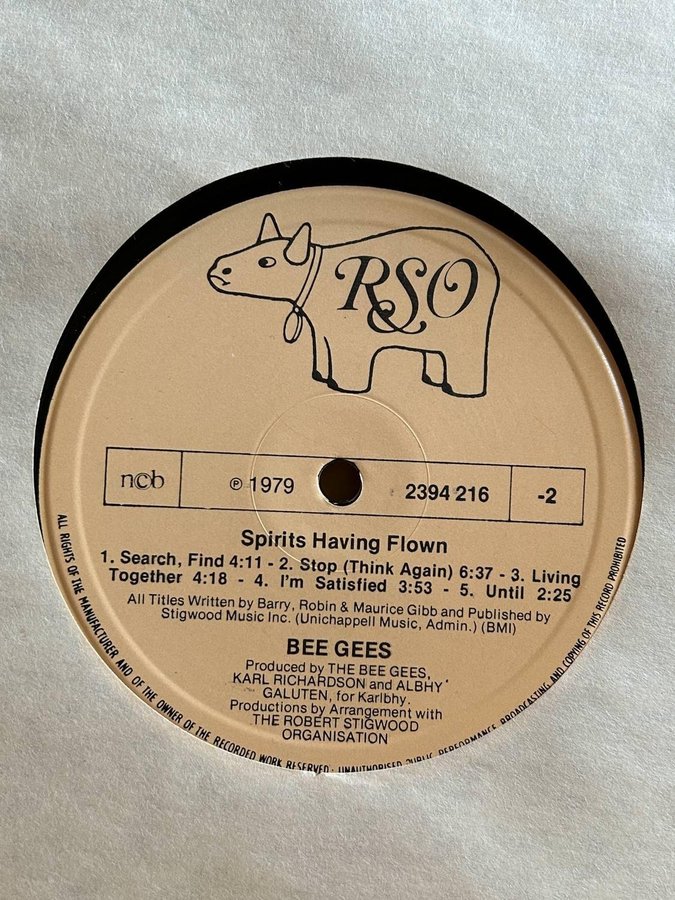 RSO
ncb ℗ 1979 2394 216 -2
Spirits Having Flown
1. Search, Find 4:11 - 2. Stop (Think Again) 6:37 - 3. Living
Together 4:18 - 4. I'm Satisfied 3:53 - 5. Until 2:25
All Titles Written by Barry, Robin & Maurice Gibb and Published by
Stigwood Music Inc. (Unichappell Music, Admin.) (BMI)
BEE GEES
Produced by THE BEE GEES,
KARL RICHARDSON and ALBHY
GALUTEN, for Karlbhy.
Productions by Arrangement with
THE ROBERT STIGWOOD
ORGANISATION
ALL RIGHTS OF THE MANUFACTURER AND OF THE OWNER OF THE RECORDED WORK RESERVED - UNAUTHORISED PUBLIC PERFORMANCE BROADCASTING AND COPYING OF THIS RECORD PROHIBITED